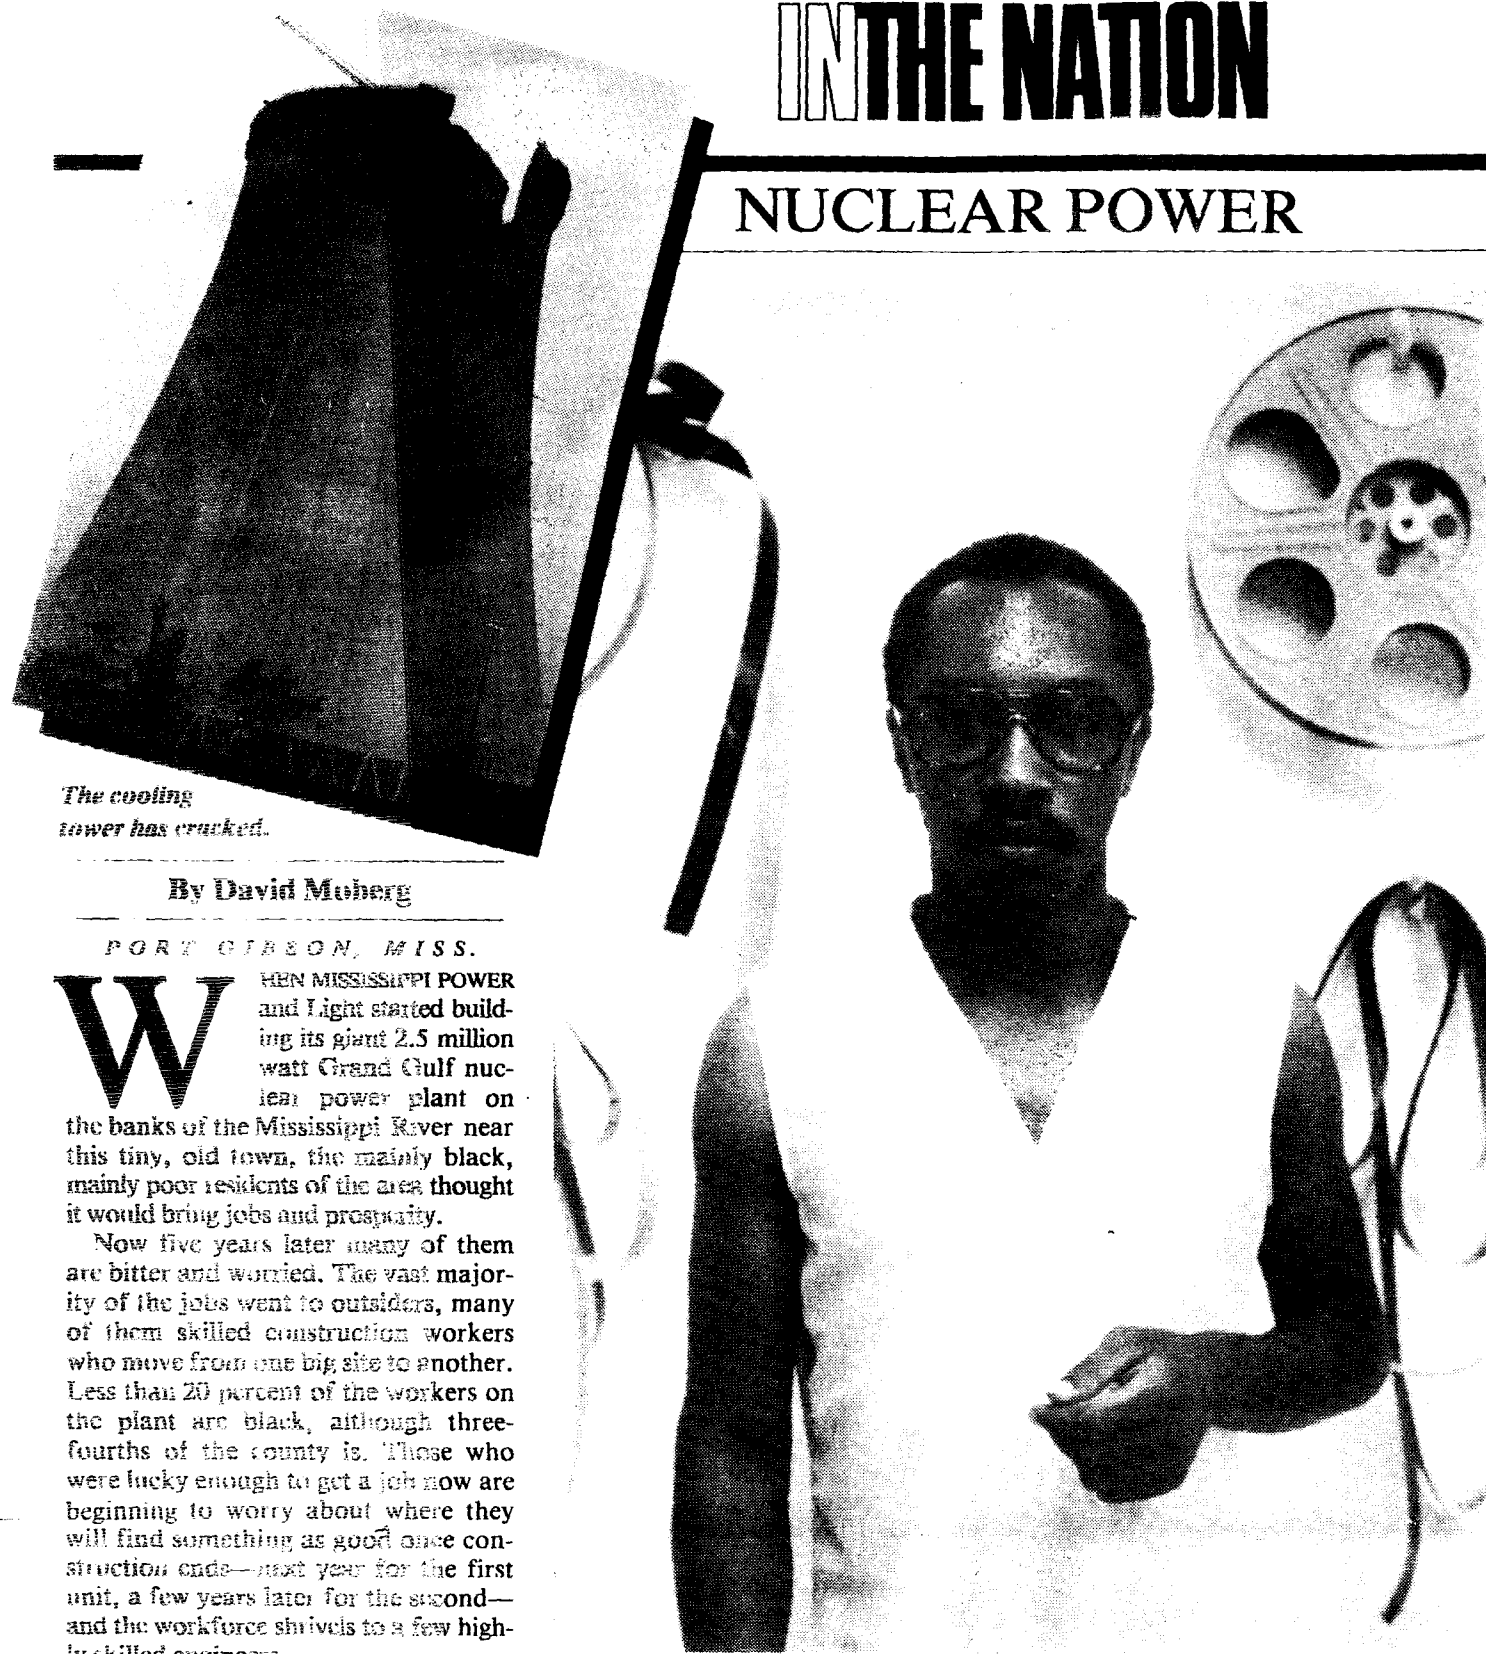 IN THE NATION
NUCLEAR POWER
The cooling
tower has cracked.
By David Moberg
PORT GIBSON, MISS.
WHEN MISSISSIPPI POWER
and Light started build-
ing its giant 2.5 million
watt Grand Gulf nuc-
lear power plant on
the banks of the Mississippi River near
this tiny, old town, the mainly black,
mainly poor residents of the area thought
it would bring jobs and prosperity.
Now five years later many of them
are bitter and worried. The vast major-
ity of the jobs went to outsiders, many
of them skilled construction workers
who move from one big site to another.
Less than 20 percent of the workers on
the plant are black, although three-
fourths of the county is. Those who
were lucky enough to get a job now are
beginning to worry about where they
will find something as good once con-
struction ends—next year for the first
unit, a few years later for the second—
and the workforce shrivels to a few high-
ly skilled engineers.